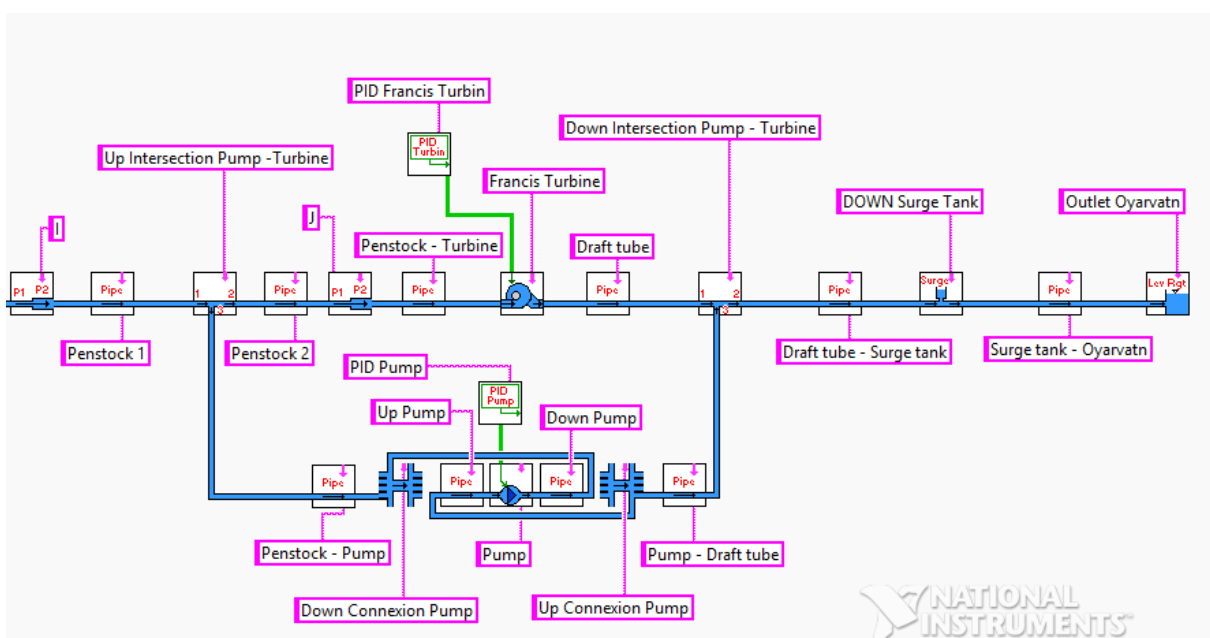 PID Francis Turbin
PID
Turbin
Down Intersection Pump - Turbine
Up Intersection Pump -Turbine
Francis Turbine
DOWN Surge Tank
Outlet Oyarvatn
I
J
Penstock - Turbine
Draft tube
P1 P2
Pipe
1 2
3
Pipe
P1 P2
Pipe
Pipe
1 2
3
Pipe
Surge
Pipe
Lev Rgt
Penstock 1
Penstock 2
Draft tube - Surge tank
Surge tank - Oyarvatn
PID Pump
PID
Pump
Up Pump
Down Pump
Pipe
Pipe
Pipe
Pipe
Penstock - Pump
Pump
Pump - Draft tube
Down Connexion Pump
Up Connexion Pump
NATIONAL
INSTRUMENTS™